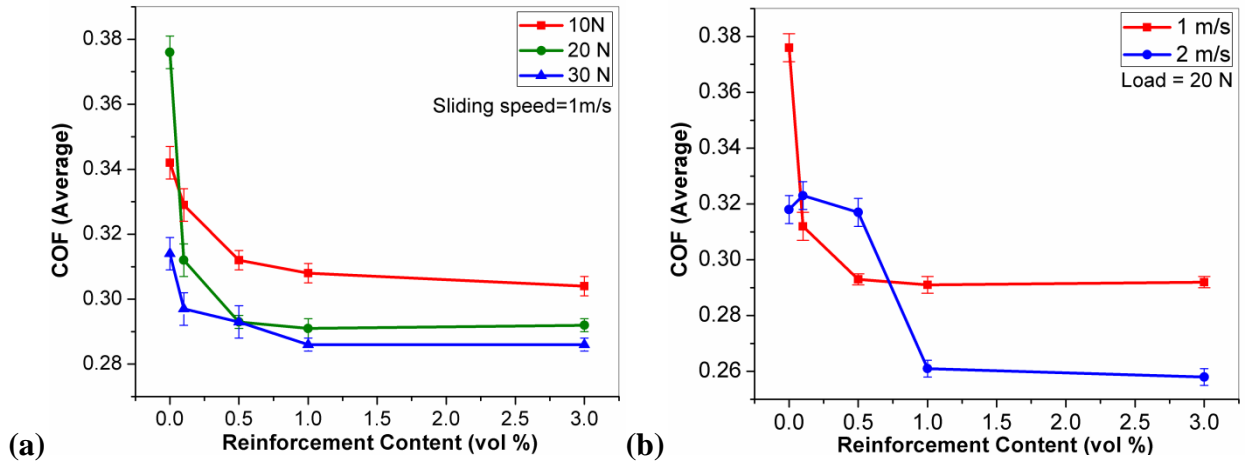 0.38
0.36
0.34
0.32
0.30
0.28
COF (Average)
10N
20 N
30 N
Sliding speed=1m/s
0.0 0.5 1.0 1.5 2.0 2.5 3.0
Reinforcement Content (vol %)
(a)
0.38
0.36
0.34
0.32
0.30
0.28
0.26
COF (Average)
1 m/s
2 m/s
Load = 20 N
0.0 0.5 1.0 1.5 2.0 2.5 3.0
Reinforcement Content (vol %)
(b)